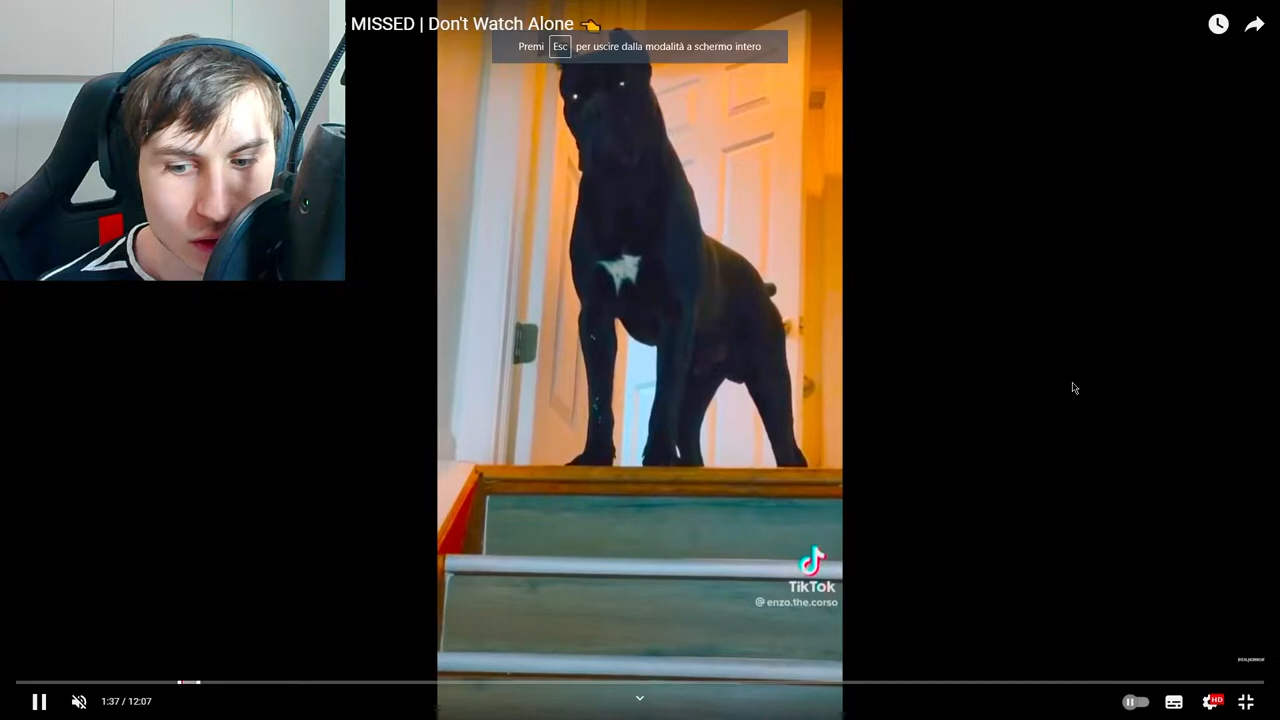 MISSED | Don't Watch Alone 👈
Premi Esc per uscire dalla modalità a schermo intero
TikTok
@ enzo.the.corso
1:37 / 12:07
HD